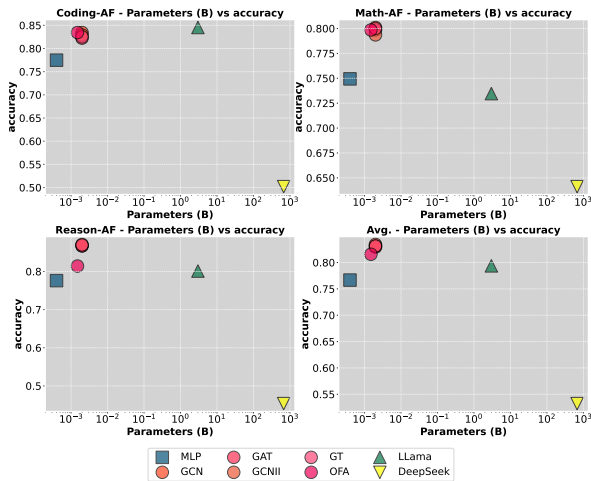 Coding-AF - Parameters (B) vs accuracy
accuracy
0.85
0.80
0.75
0.70
0.65
0.60
0.55
0.50
10⁻³ 10⁻² 10⁻¹ 10⁰ 10¹ 10² 10³
Parameters (B)
Math-AF - Parameters (B) vs accuracy
accuracy
0.800
0.775
0.750
0.725
0.700
0.675
0.650
10⁻³ 10⁻² 10⁻¹ 10⁰ 10¹ 10² 10³
Parameters (B)
Reason-AF - Parameters (B) vs accuracy
accuracy
0.8
0.7
0.6
0.5
10⁻³ 10⁻² 10⁻¹ 10⁰ 10¹ 10² 10³
Parameters (B)
Avg. - Parameters (B) vs accuracy
accuracy
0.80
0.75
0.70
0.65
0.60
0.55
10⁻³ 10⁻² 10⁻¹ 10⁰ 10¹ 10² 10³
Parameters (B)
MLP GAT GT LLama
GCN GCNII OFA DeepSeek